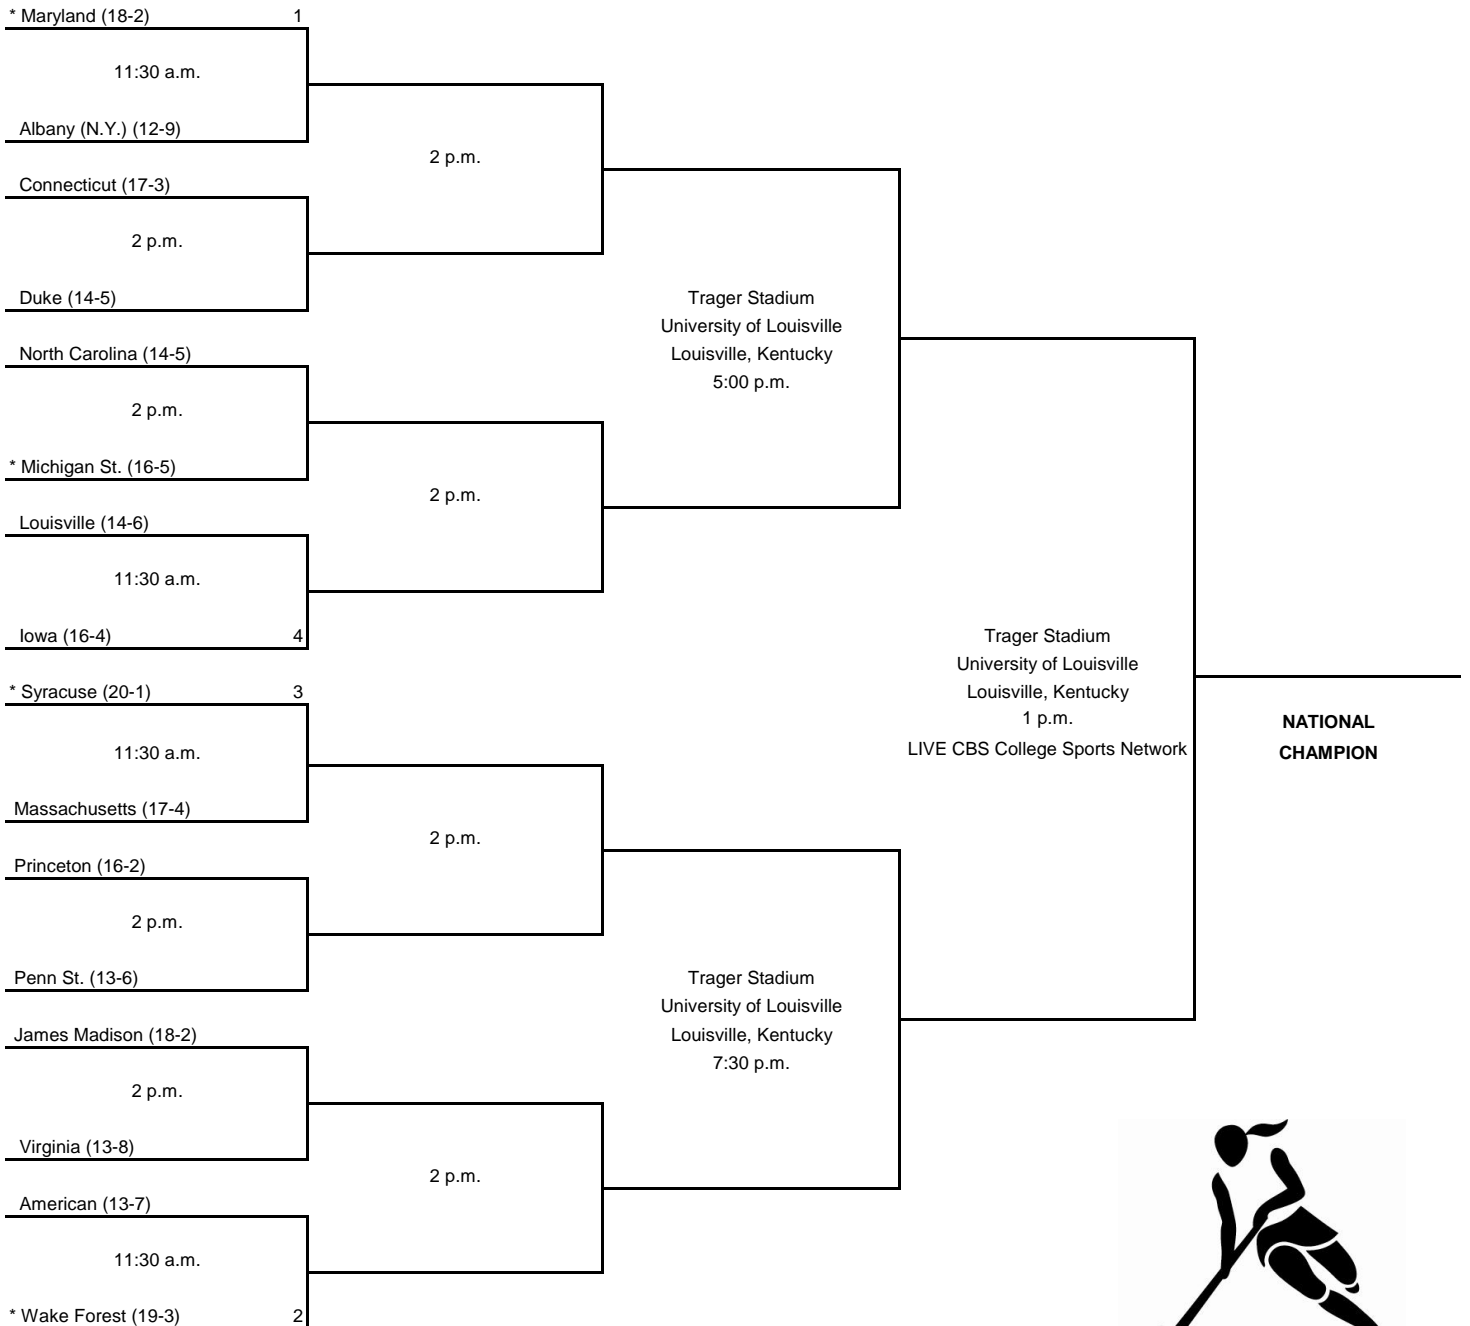 * Maryland (18-2) 1
11:30 a.m.
Albany (N.Y.) (12-9)
2 p.m.
Connecticut (17-3)
2 p.m.
Duke (14-5)
Trager Stadium
University of Louisville
Louisville, Kentucky
5:00 p.m.
North Carolina (14-5)
2 p.m.
* Michigan St. (16-5)
2 p.m.
Louisville (14-6)
11:30 a.m.
Iowa (16-4) 4
Trager Stadium
University of Louisville
Louisville, Kentucky
1 p.m.
LIVE CBS College Sports Network
NATIONAL
CHAMPION
* Syracuse (20-1) 3
11:30 a.m.
Massachusetts (17-4)
2 p.m.
Princeton (16-2)
2 p.m.
Penn St. (13-6)
Trager Stadium
University of Louisville
Louisville, Kentucky
7:30 p.m.
James Madison (18-2)
2 p.m.
Virginia (13-8)
2 p.m.
American (13-7)
11:30 a.m.
* Wake Forest (19-3) 2